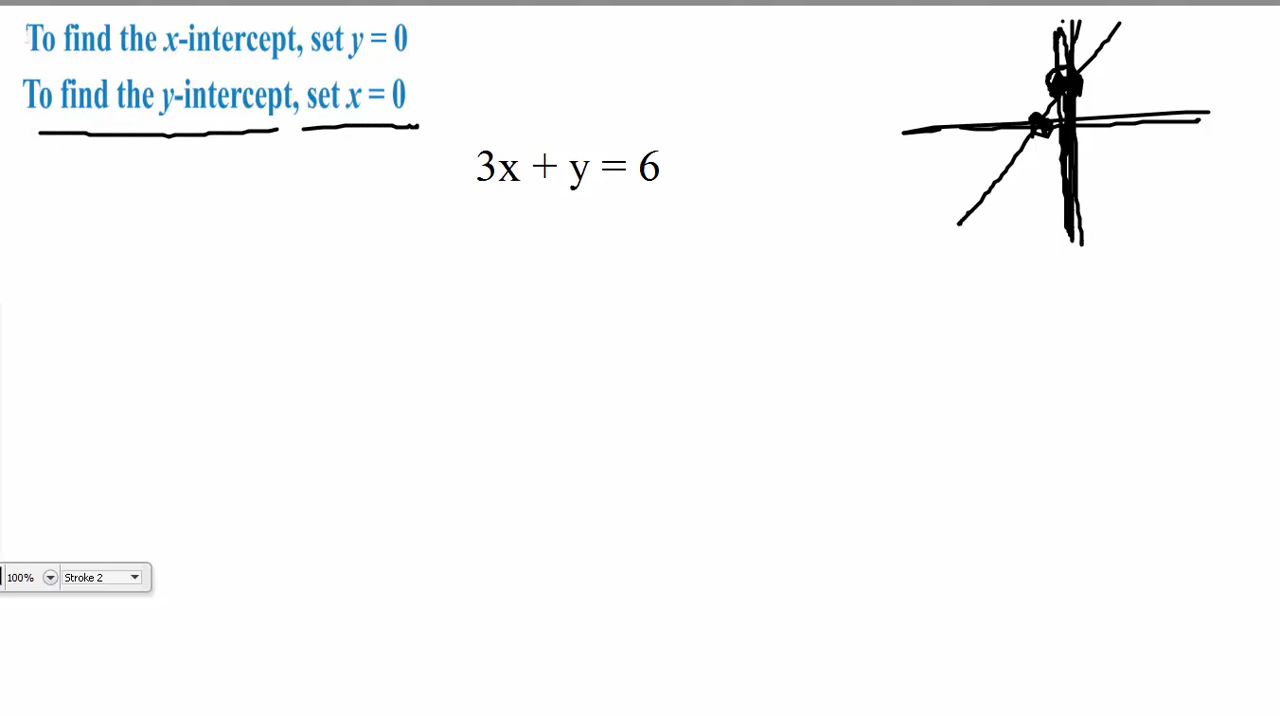 To find the x-intercept, set y = 0
To find the y-intercept, set x = 0
3x + y = 6
100% Stroke 2